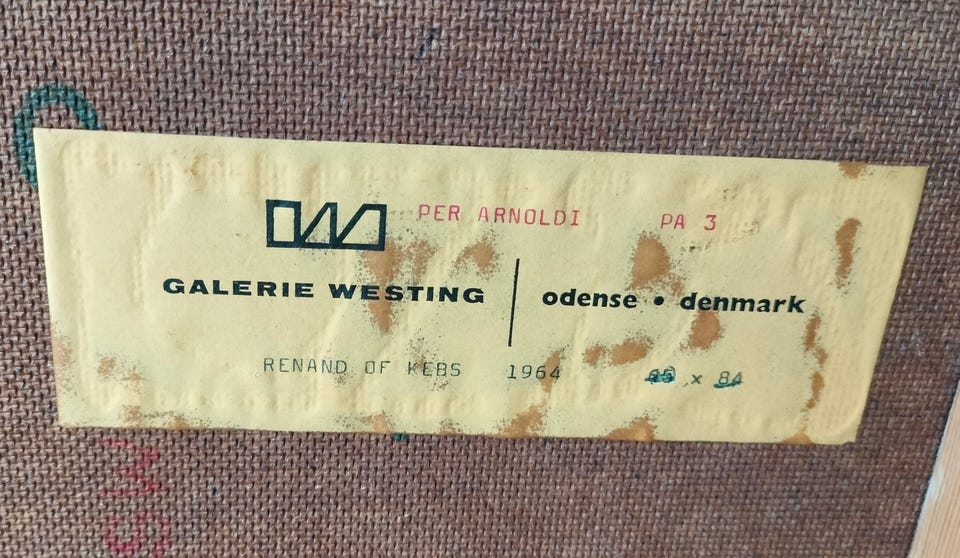 PER ARNOLDI PA 3
GALERIE WESTING odense • denmark
RENAND OF KEBS 1964 x 84